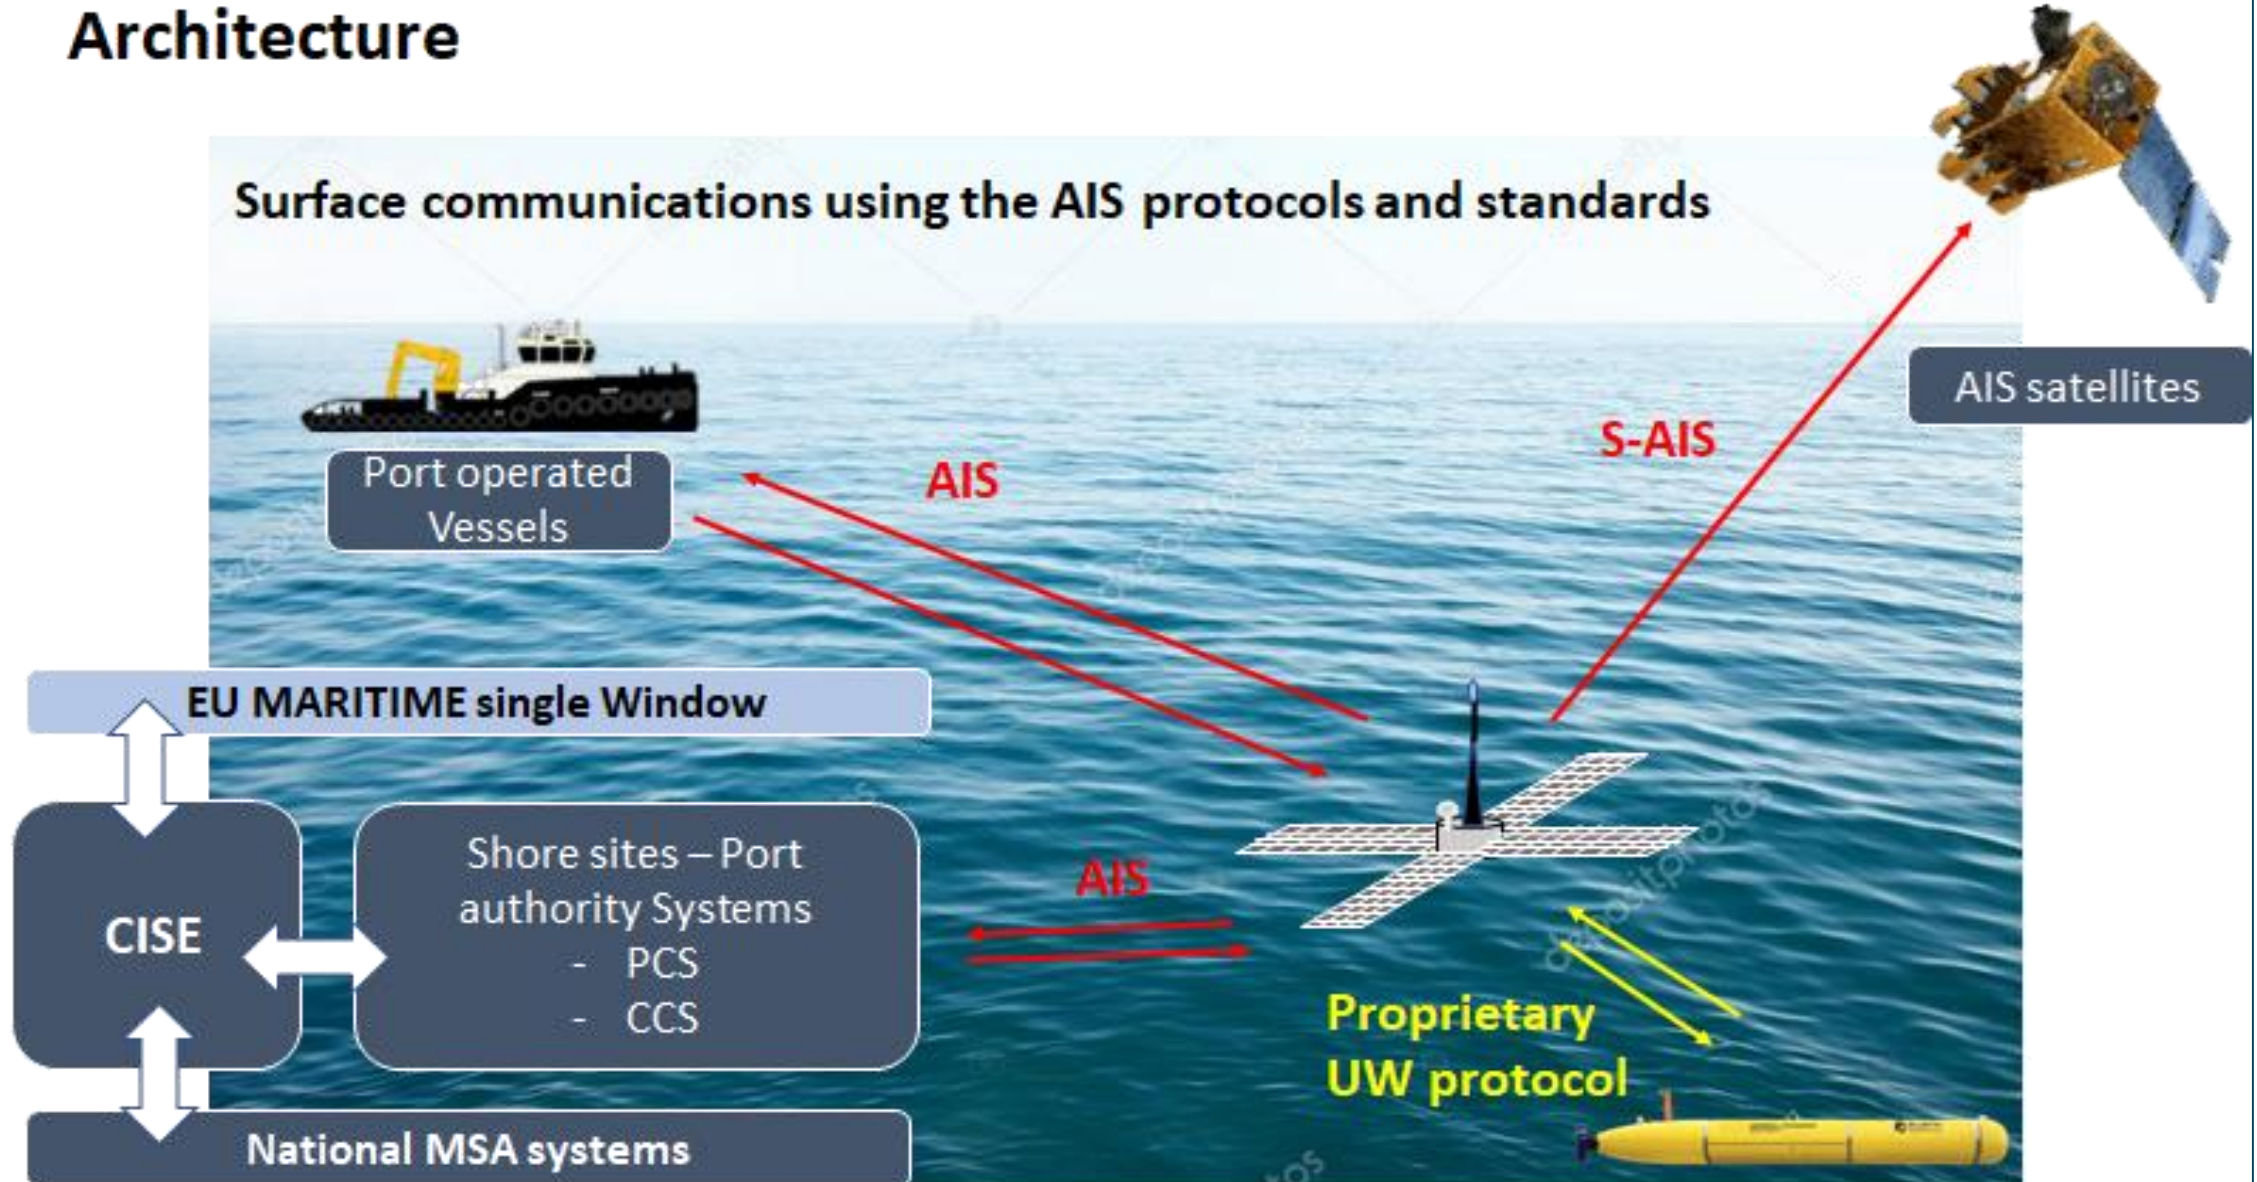 Architecture
Surface communications using the AIS protocols and standards
AIS satellites
S-AIS
AIS
Port operated
Vessels
EU MARITIME single Window
CISE
Shore sites – Port
authority Systems
- PCS
- CCS
AIS
Proprietary
UW protocol
National MSA systems
depositphotos